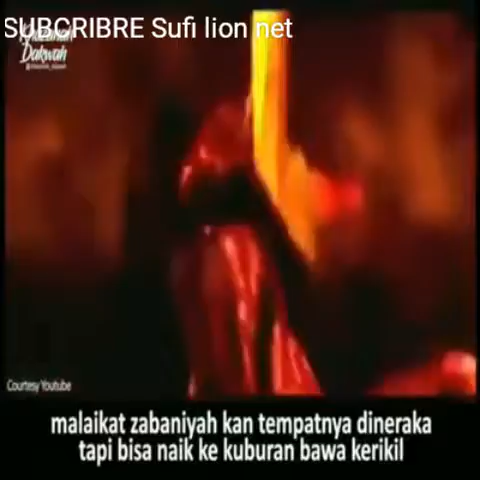 SUBCRIBRE Sufi lion net
Dakwah
Courtesy Youtube
malaikat zabaniyah kan tempatnya dineraka
tapi bisa naik ke kuburan bawa kerikil